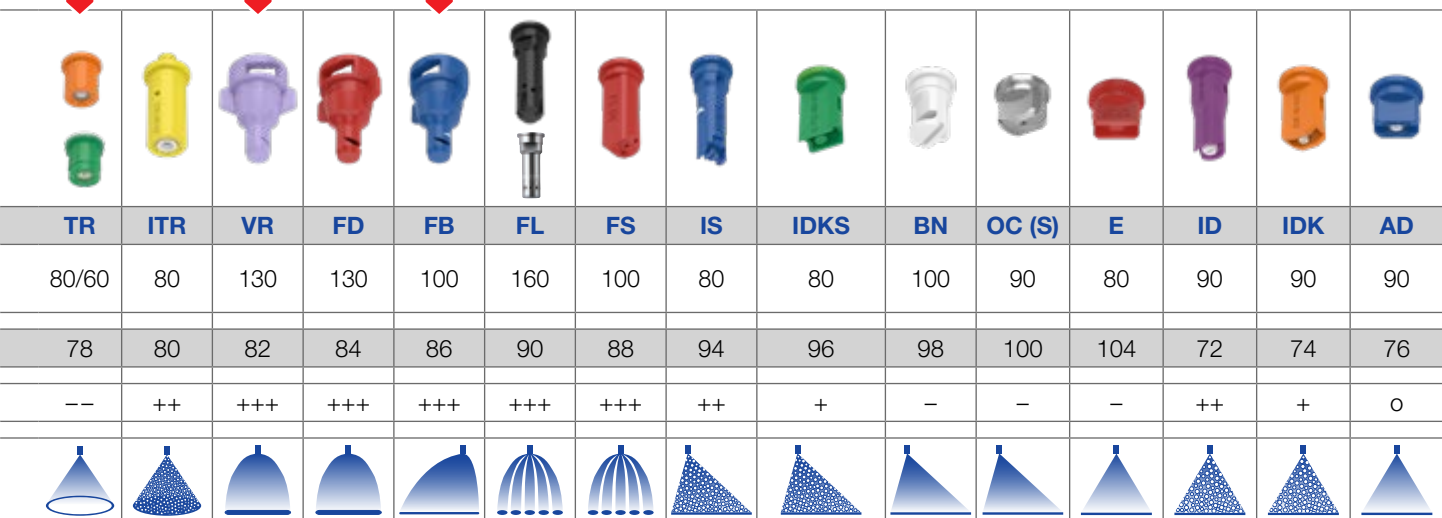 TR ITR VR FD FB FL FS IS IDKS BN OC (S) E ID IDK AD
80/60 80 130 130 100 160 100 80 80 100 90 80 90 90 90
78 80 82 84 86 90 88 94 96 98 100 104 72 74 76
−− ++ +++ +++ +++ +++ +++ ++ + − − − ++ + o